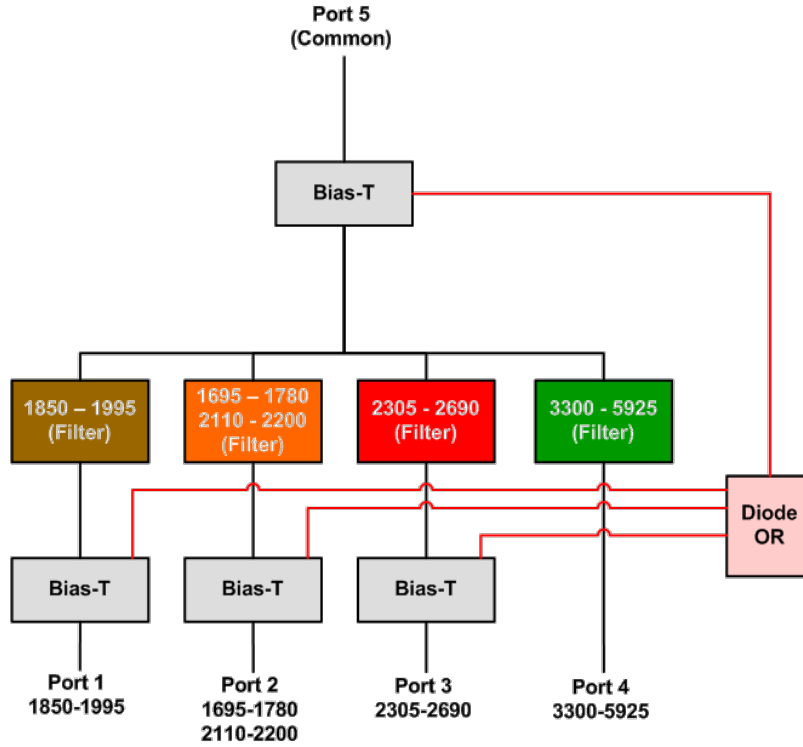 Port 5
(Common)
Bias-T
1850 – 1995
(Filter)
1695 – 1780
2110 - 2200
(Filter)
2305 - 2690
(Filter)
3300 - 5925
(Filter)
Diode
OR
Bias-T
Bias-T
Bias-T
Port 1
1850-1995
Port 2
1695-1780
2110-2200
Port 3
2305-2690
Port 4
3300-5925